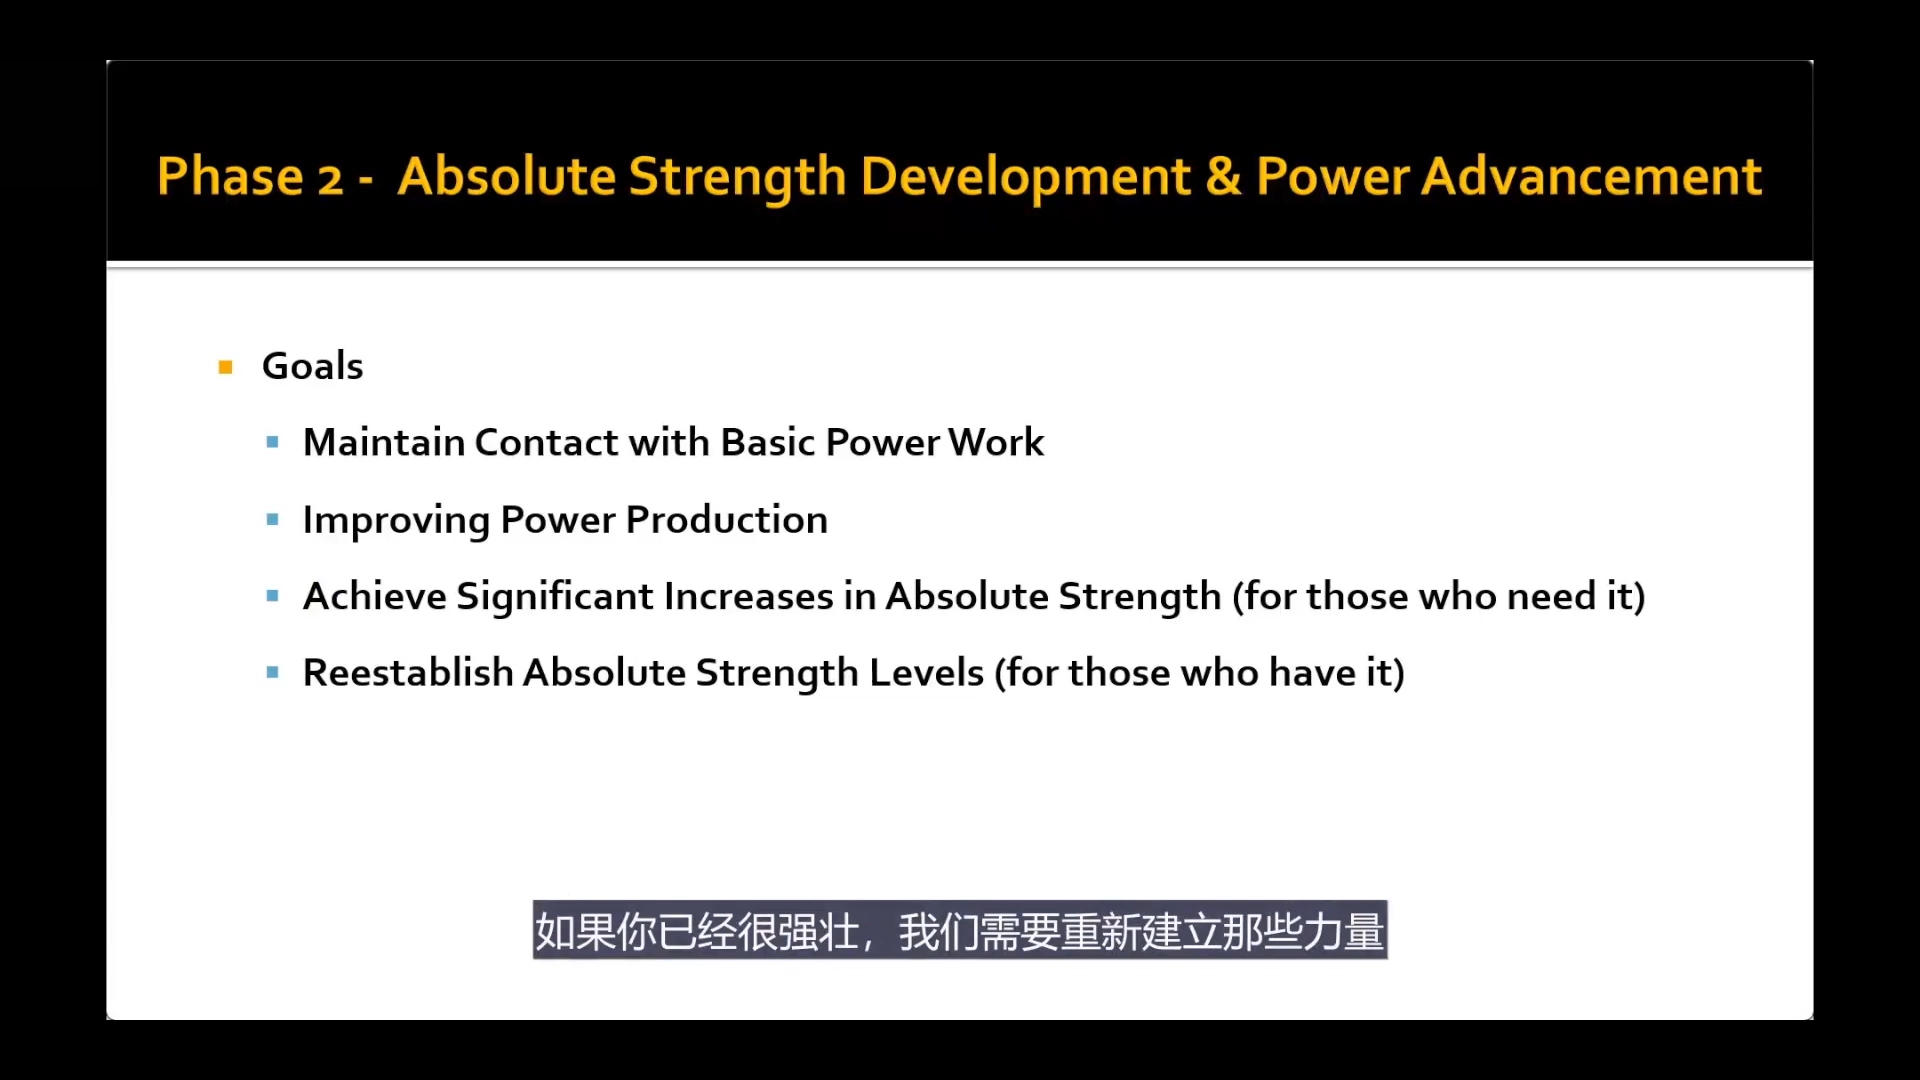 Phase 2 - Absolute Strength Development & Power Advancement
Goals
Maintain Contact with Basic Power Work
Improving Power Production
Achieve Significant Increases in Absolute Strength (for those who need it)
Reestablish Absolute Strength Levels (for those who have it)
如果你已经很强壮，我们需要重新建立那些力量